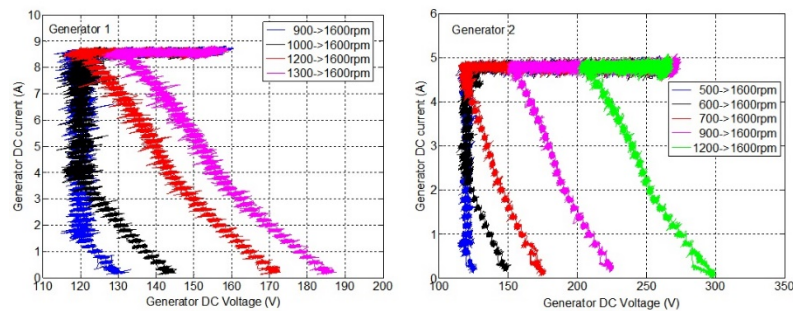 Generator 1
900->1600rpm
1000->1600rpm
1200->1600rpm
1300->1600rpm
Generator DC current (A)
10
9
8
7
6
5
4
3
2
1
0
110 120 130 140 150 160 170 180 190 200
Generator DC Voltage (V)
Generator 2
500->1600rpm
600->1600rpm
700->1600rpm
900->1600rpm
1200->1600rpm
Generator DC current (A)
6
5
4
3
2
1
0
100 150 200 250 300 350
Generator DC Voltage (V)